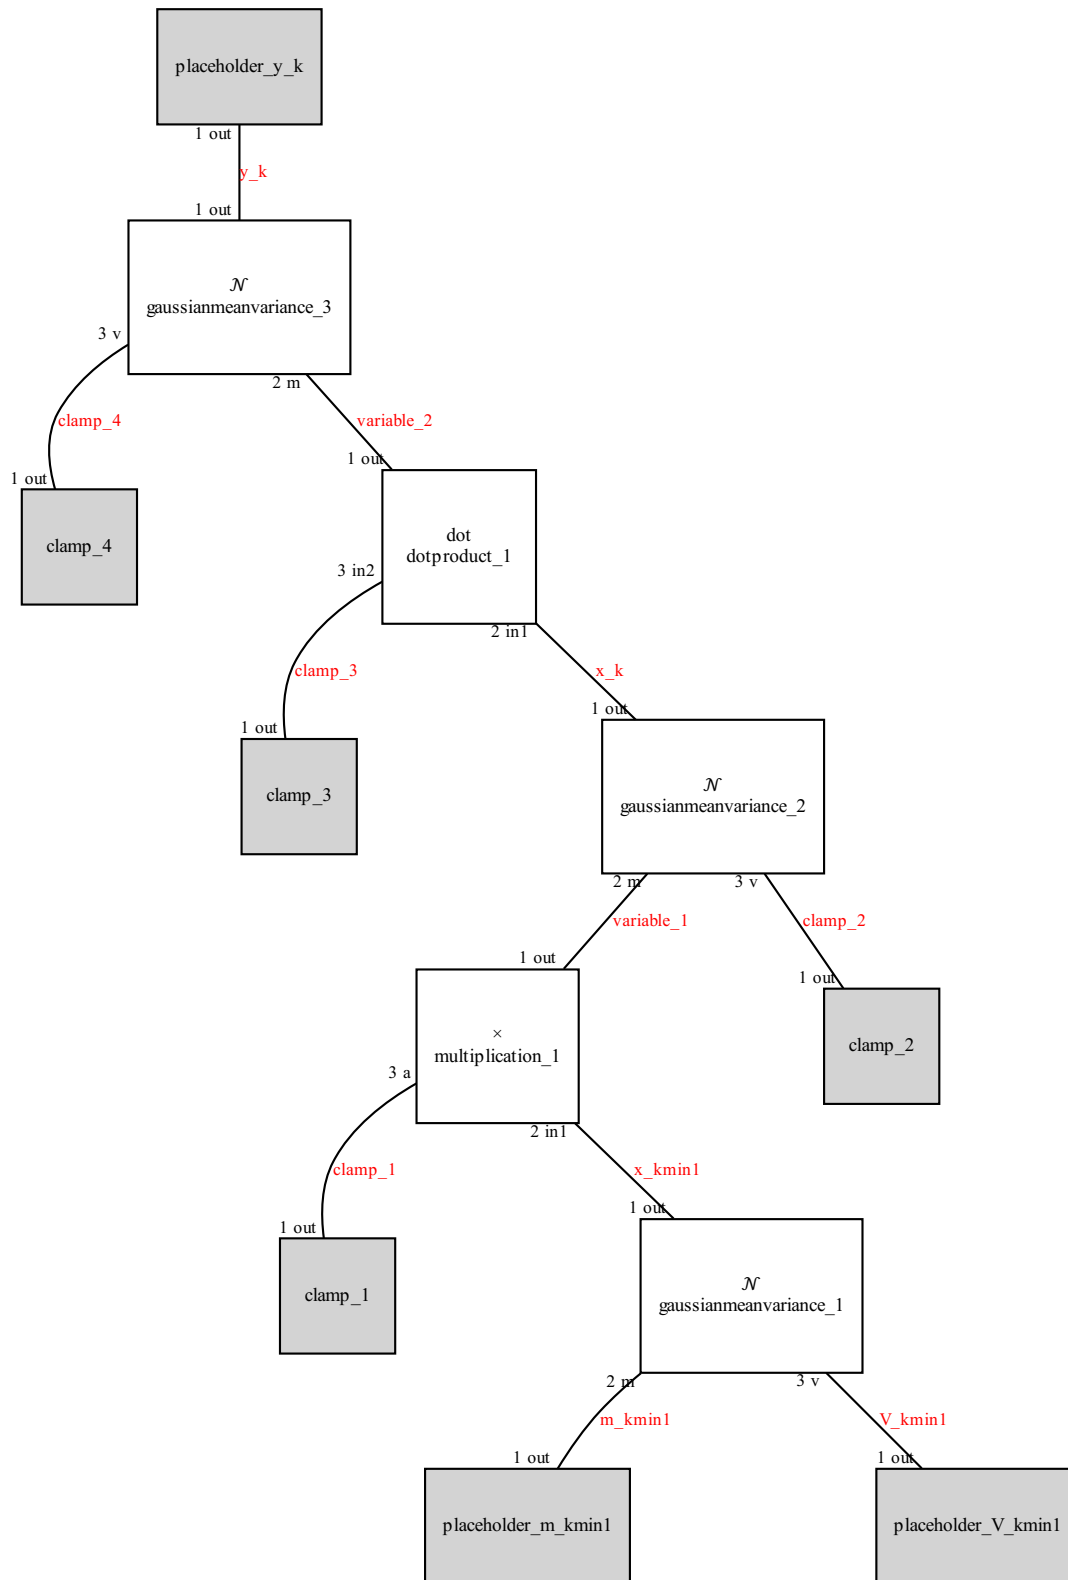 placeholder_y_k
1 out
y_k
1 out
𝒩
gaussianmeanvariance_3
3 v
2 m
clamp_4
variable_2
1 out
1 out
clamp_4
dot
dotproduct_1
3 in2
2 in1
clamp_3
x_k
1 out
1 out
clamp_3
𝒩
gaussianmeanvariance_2
2 m
3 v
variable_1
clamp_2
1 out
1 out
×
multiplication_1
clamp_2
3 a
2 in1
clamp_1
x_kmin1
1 out
1 out
clamp_1
𝒩
gaussianmeanvariance_1
2 m
3 v
m_kmin1
V_kmin1
1 out
1 out
placeholder_m_kmin1
placeholder_V_kmin1